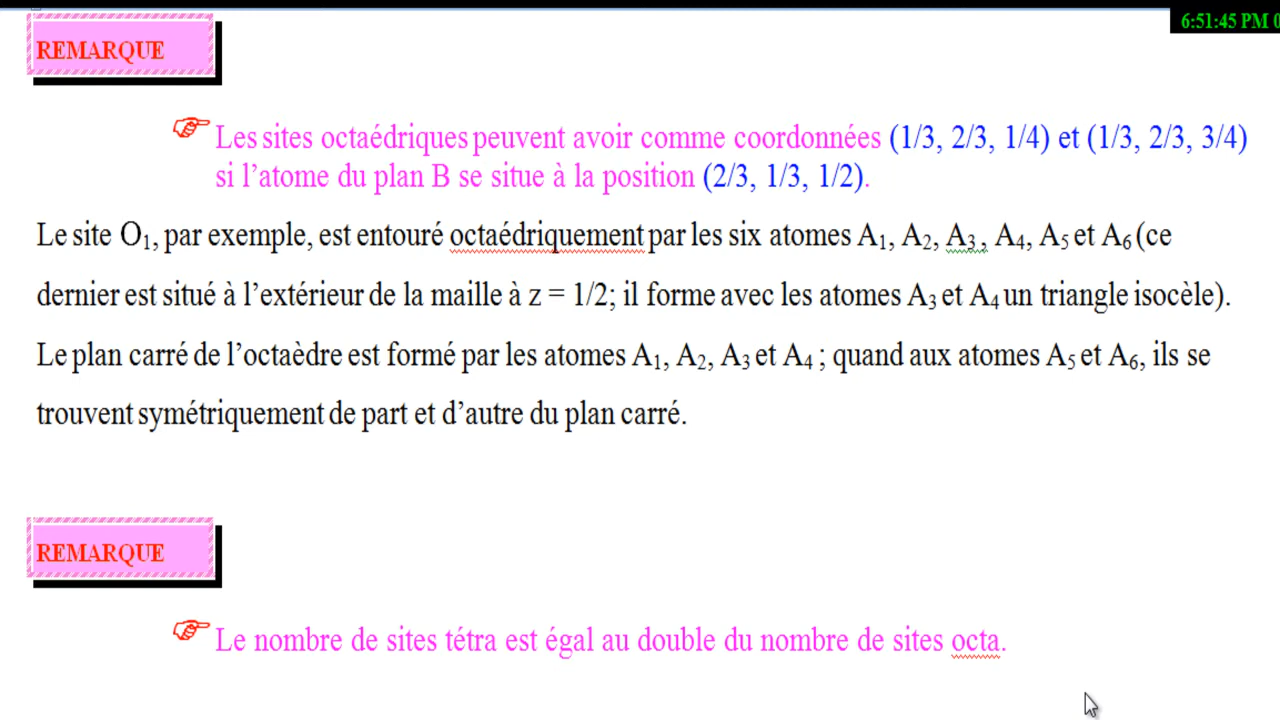 6:51:45 PM 0
REMARQUE
Les sites octaédriques peuvent avoir comme coordonnées (1/3, 2/3, 1/4) et (1/3, 2/3, 3/4)
si l’atome du plan B se situe à la position (2/3, 1/3, 1/2).
Le site O₁, par exemple, est entouré octaédriquement par les six atomes A₁, A₂, A₃, A₄, A₅ et A₆ (ce
dernier est situé à l’extérieur de la maille à z = 1/2; il forme avec les atomes A₃ et A₄ un triangle isocèle).
Le plan carré de l’octaèdre est formé par les atomes A₁, A₂, A₃ et A₄ ; quand aux atomes A₅ et A₆, ils se
trouvent symétriquement de part et d’autre du plan carré.
REMARQUE
Le nombre de sites tétra est égal au double du nombre de sites octa.